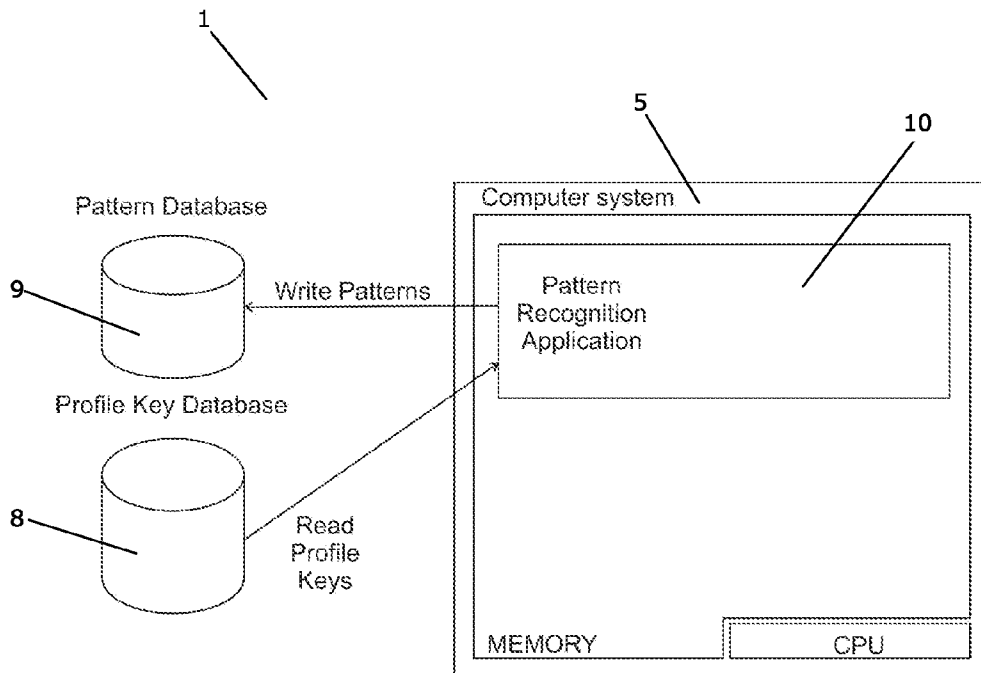 1
5
10
Computer system
Pattern Database
9
Write Patterns
Pattern
Recognition
Application
Profile Key Database
8
Read
Profile
Keys
MEMORY
CPU